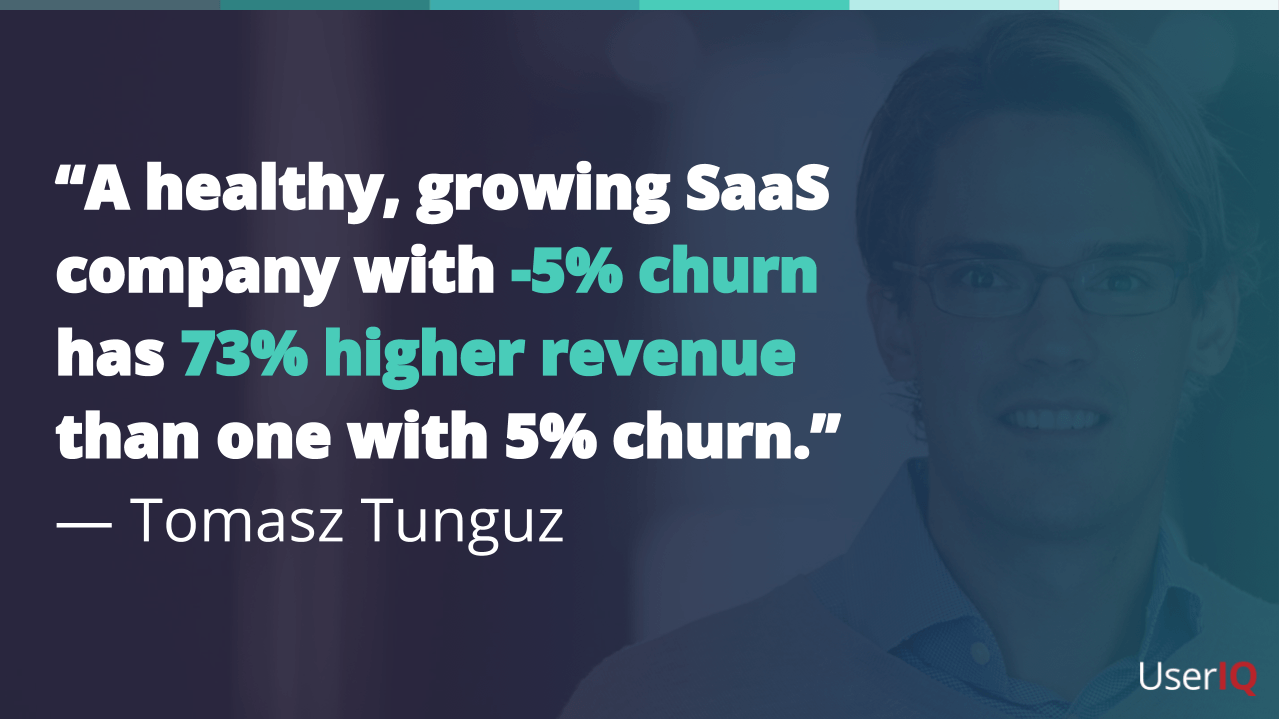 “A healthy, growing SaaS
company with -5% churn
has 73% higher revenue
than one with 5% churn.”
— Tomasz Tunguz
UserIQ